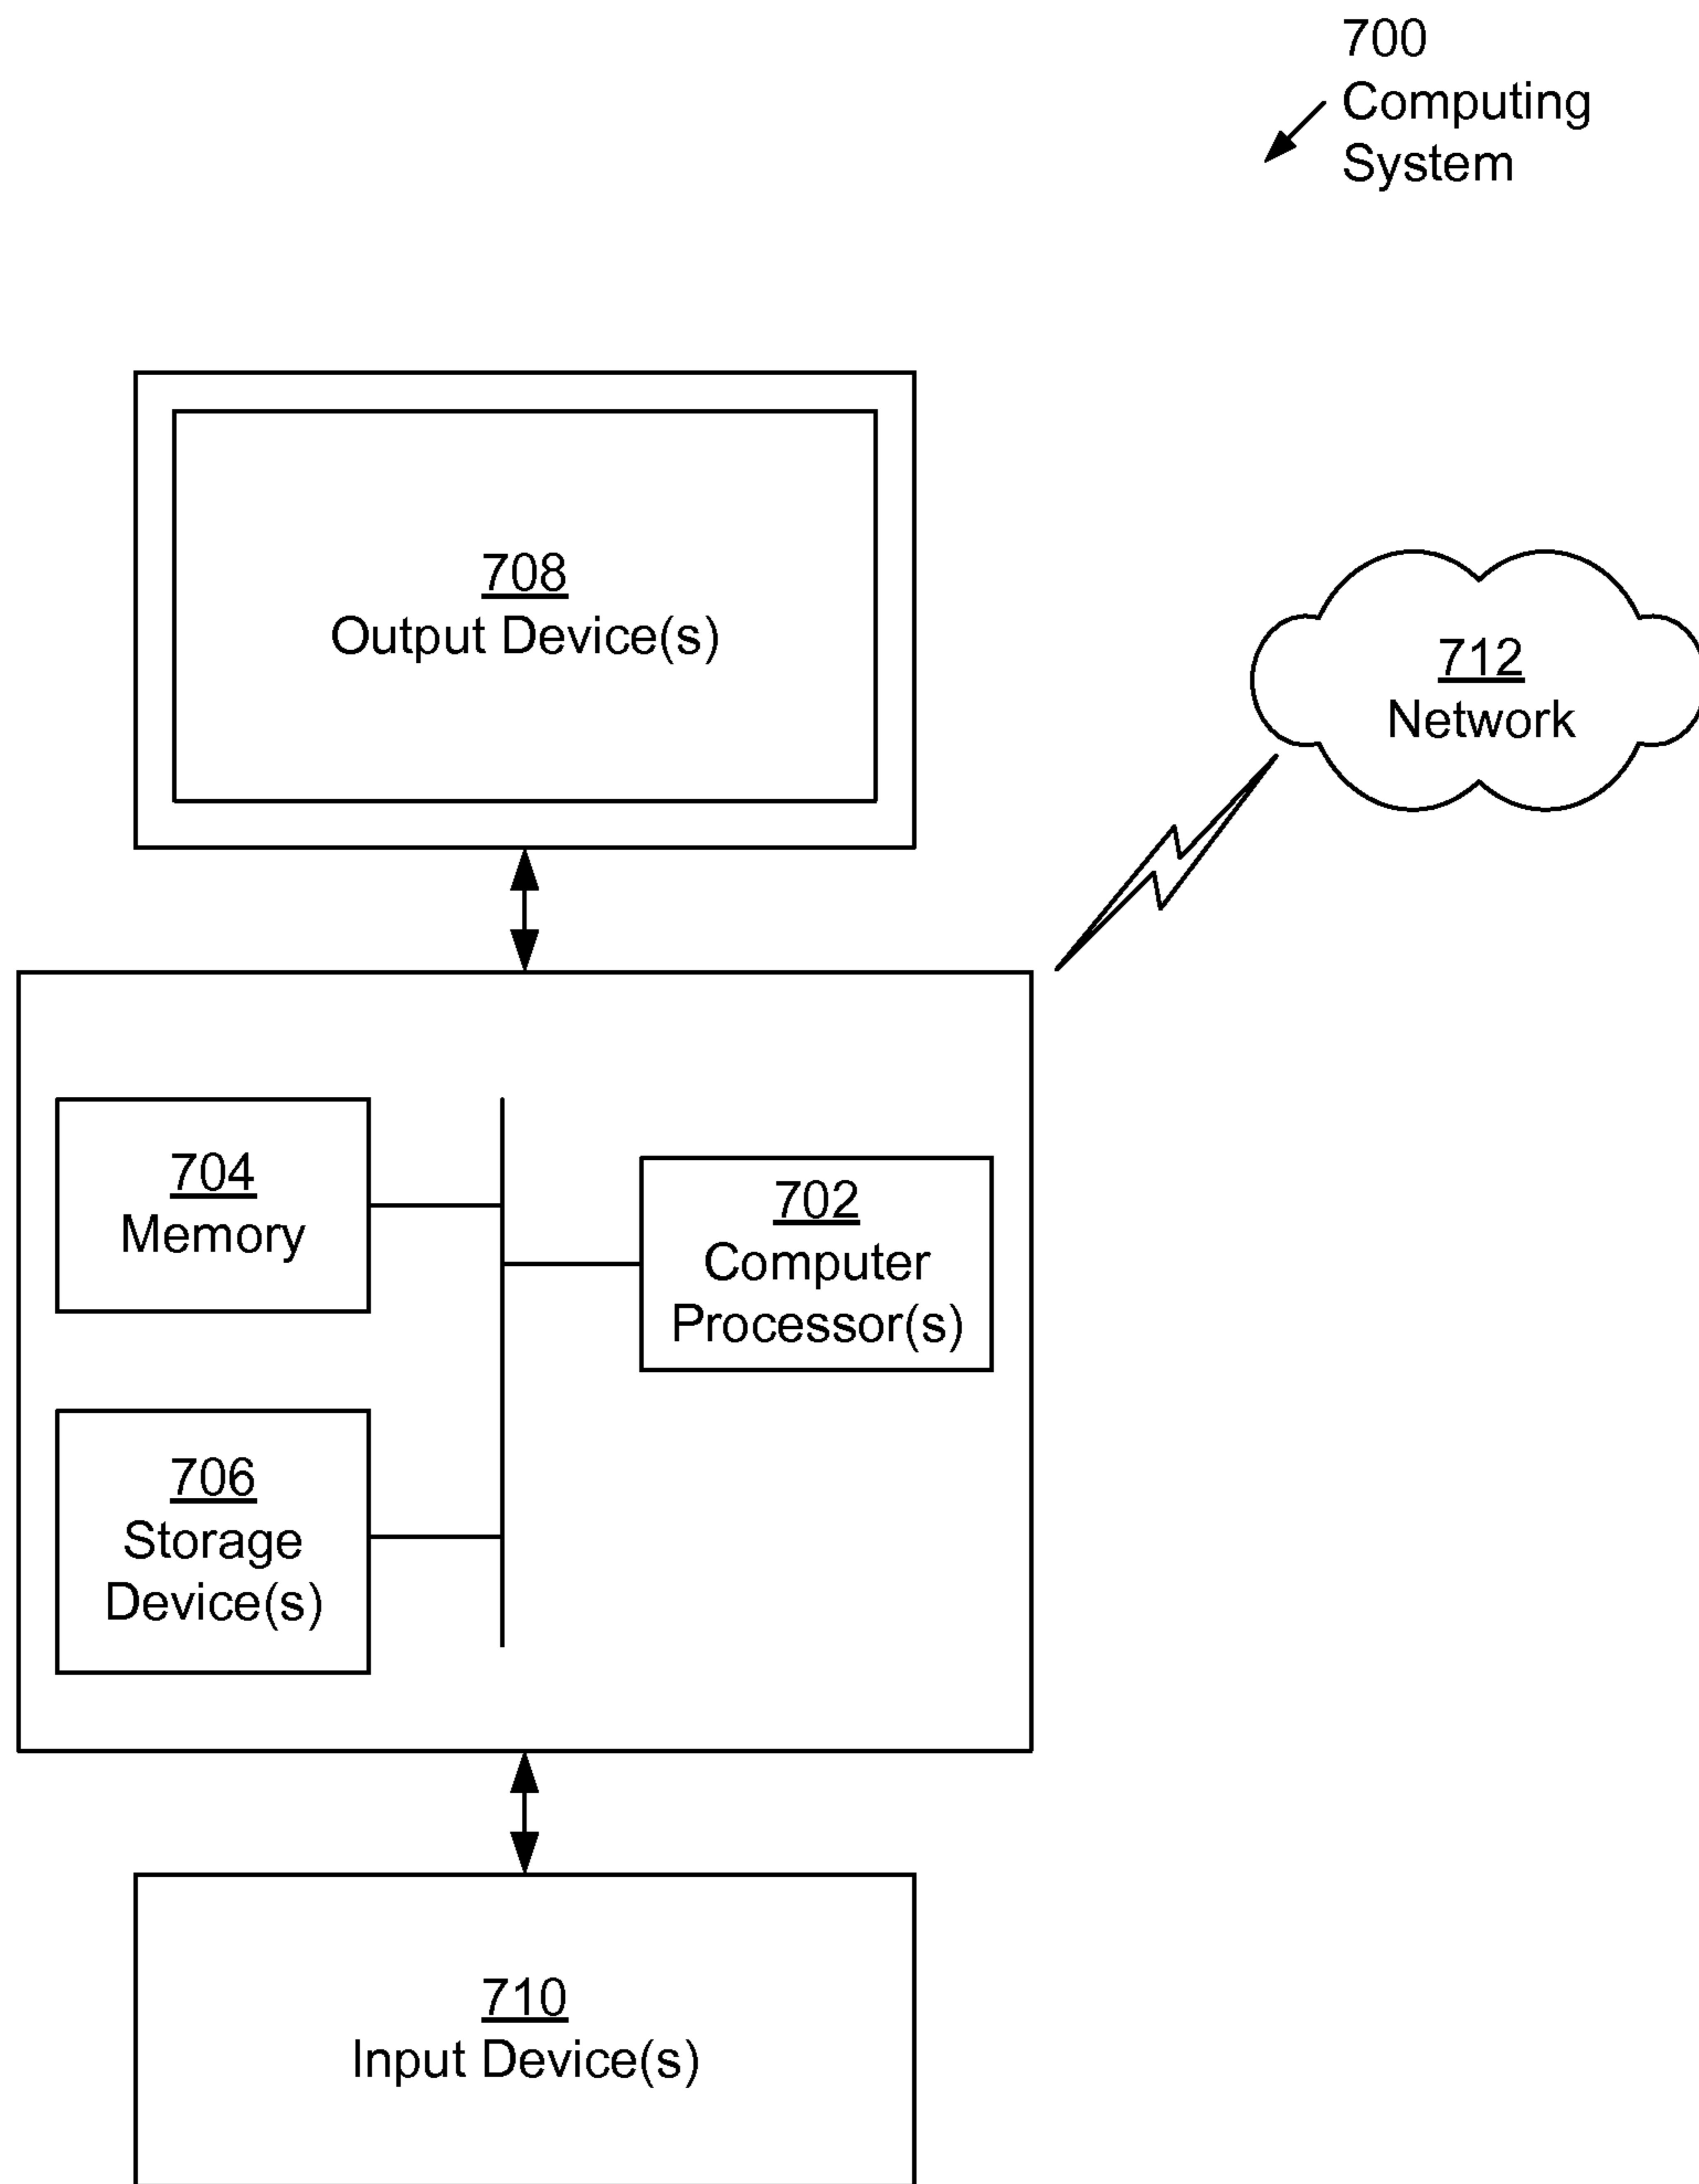 700
Computing
System
708
Output Device(s)
712
Network
704
Memory
702
Computer
Processor(s)
706
Storage
Device(s)
710
Input Device(s)